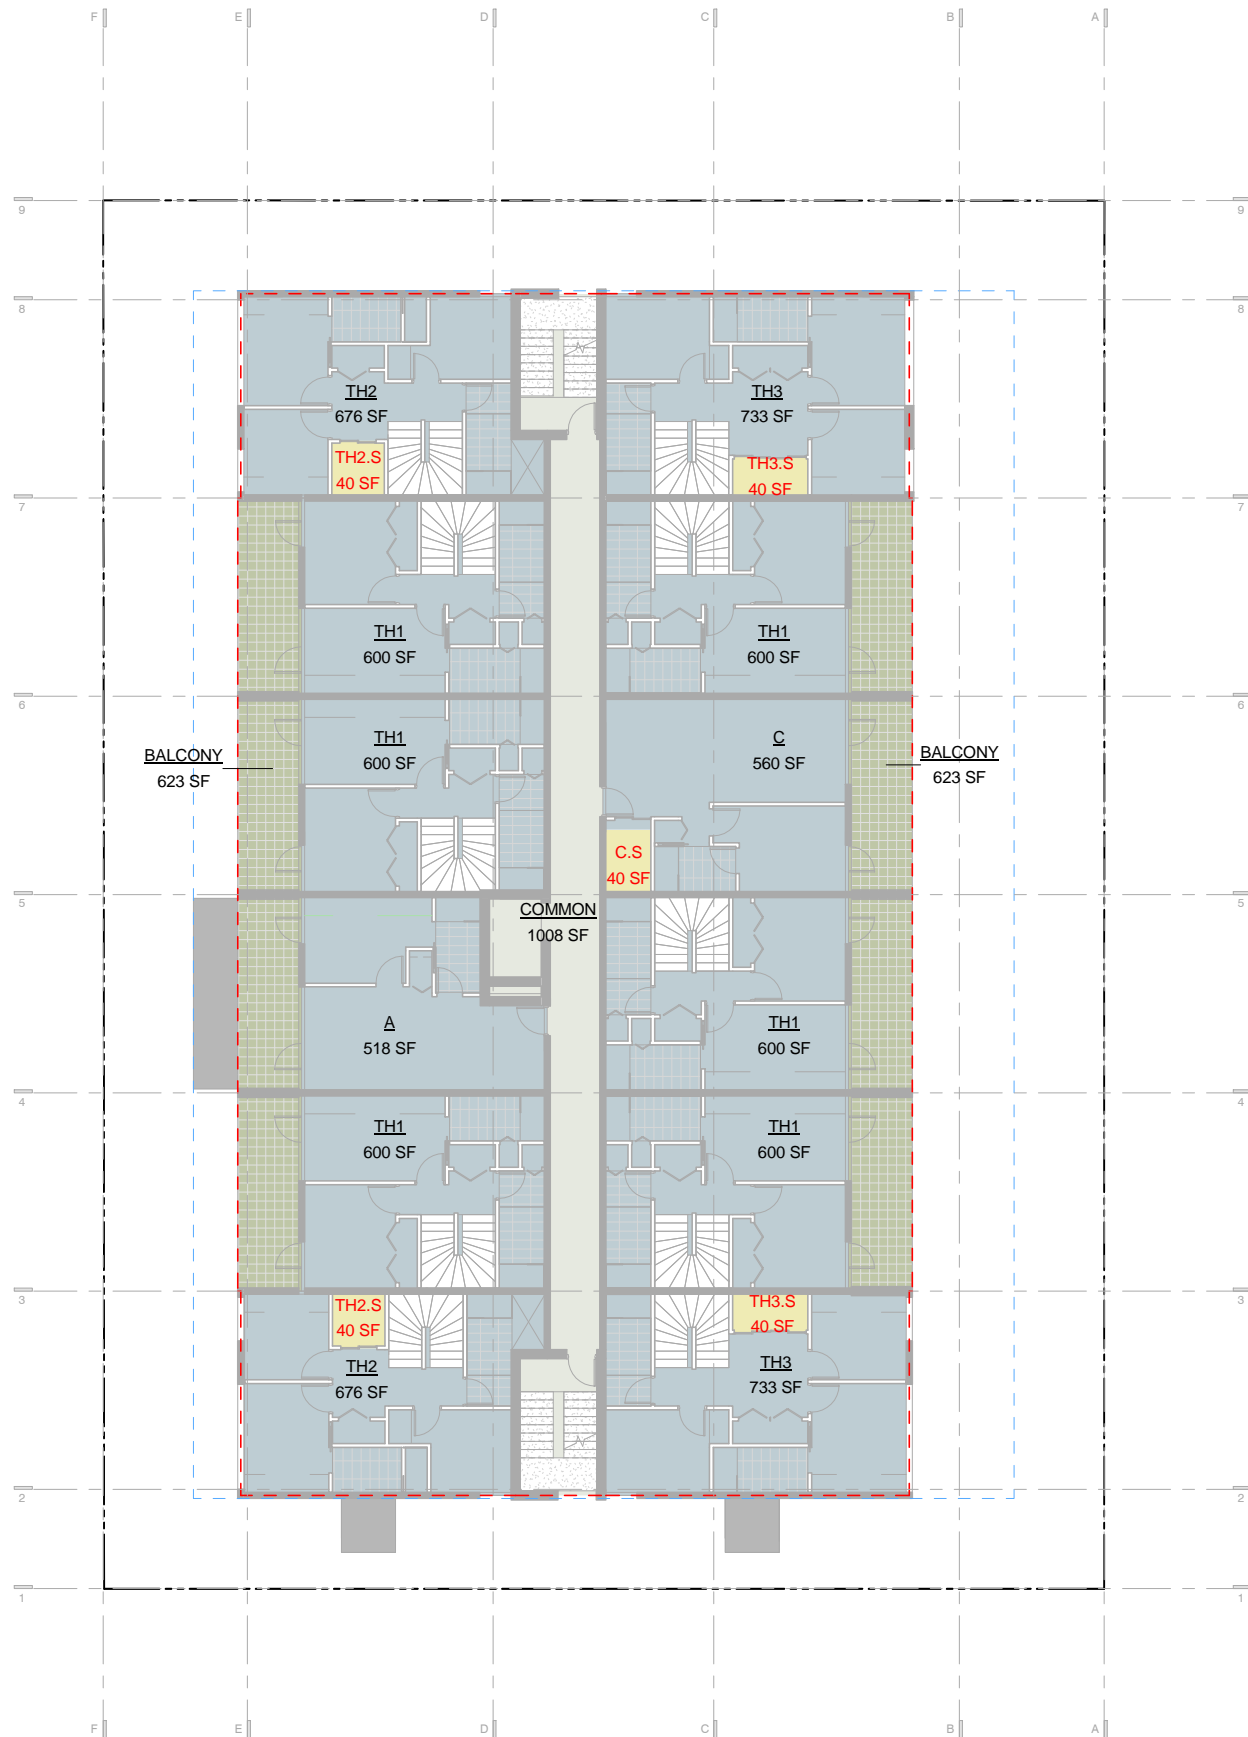 F E D C B A
9 9
8 8
TH2 TH3
676 SF 733 SF
TH2.S TH3.S
40 SF 40 SF
7 7
TH1 TH1
600 SF 600 SF
6 6
TH1 C
600 SF 560 SF
BALCONY BALCONY
623 SF 623 SF
C.S
40 SF
5 5
COMMON
1008 SF
A TH1
518 SF 600 SF
4 4
TH1 TH1
600 SF 600 SF
3 3
TH2.S TH3.S
40 SF 40 SF
TH2 TH3
676 SF 733 SF
2 2
1 1
F E D C B A